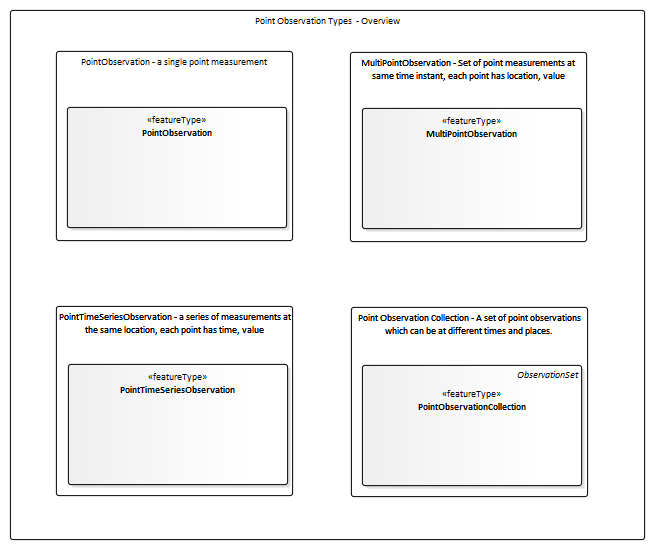 Point Observation Types - Overview
PointObservation - a single point measurement
«featureType»
PointObservation
MultiPointObservation - Set of point measurements at
same time instant, each point has location, value
«featureType»
MultiPointObservation
PointTimeSeriesObservation - a series of measurements at
the same location, each point has time, value
«featureType»
PointTimeSeriesObservation
Point Observation Collection - A set of point observations
which can be at different times and places.
ObservationSet
«featureType»
PointObservationCollection